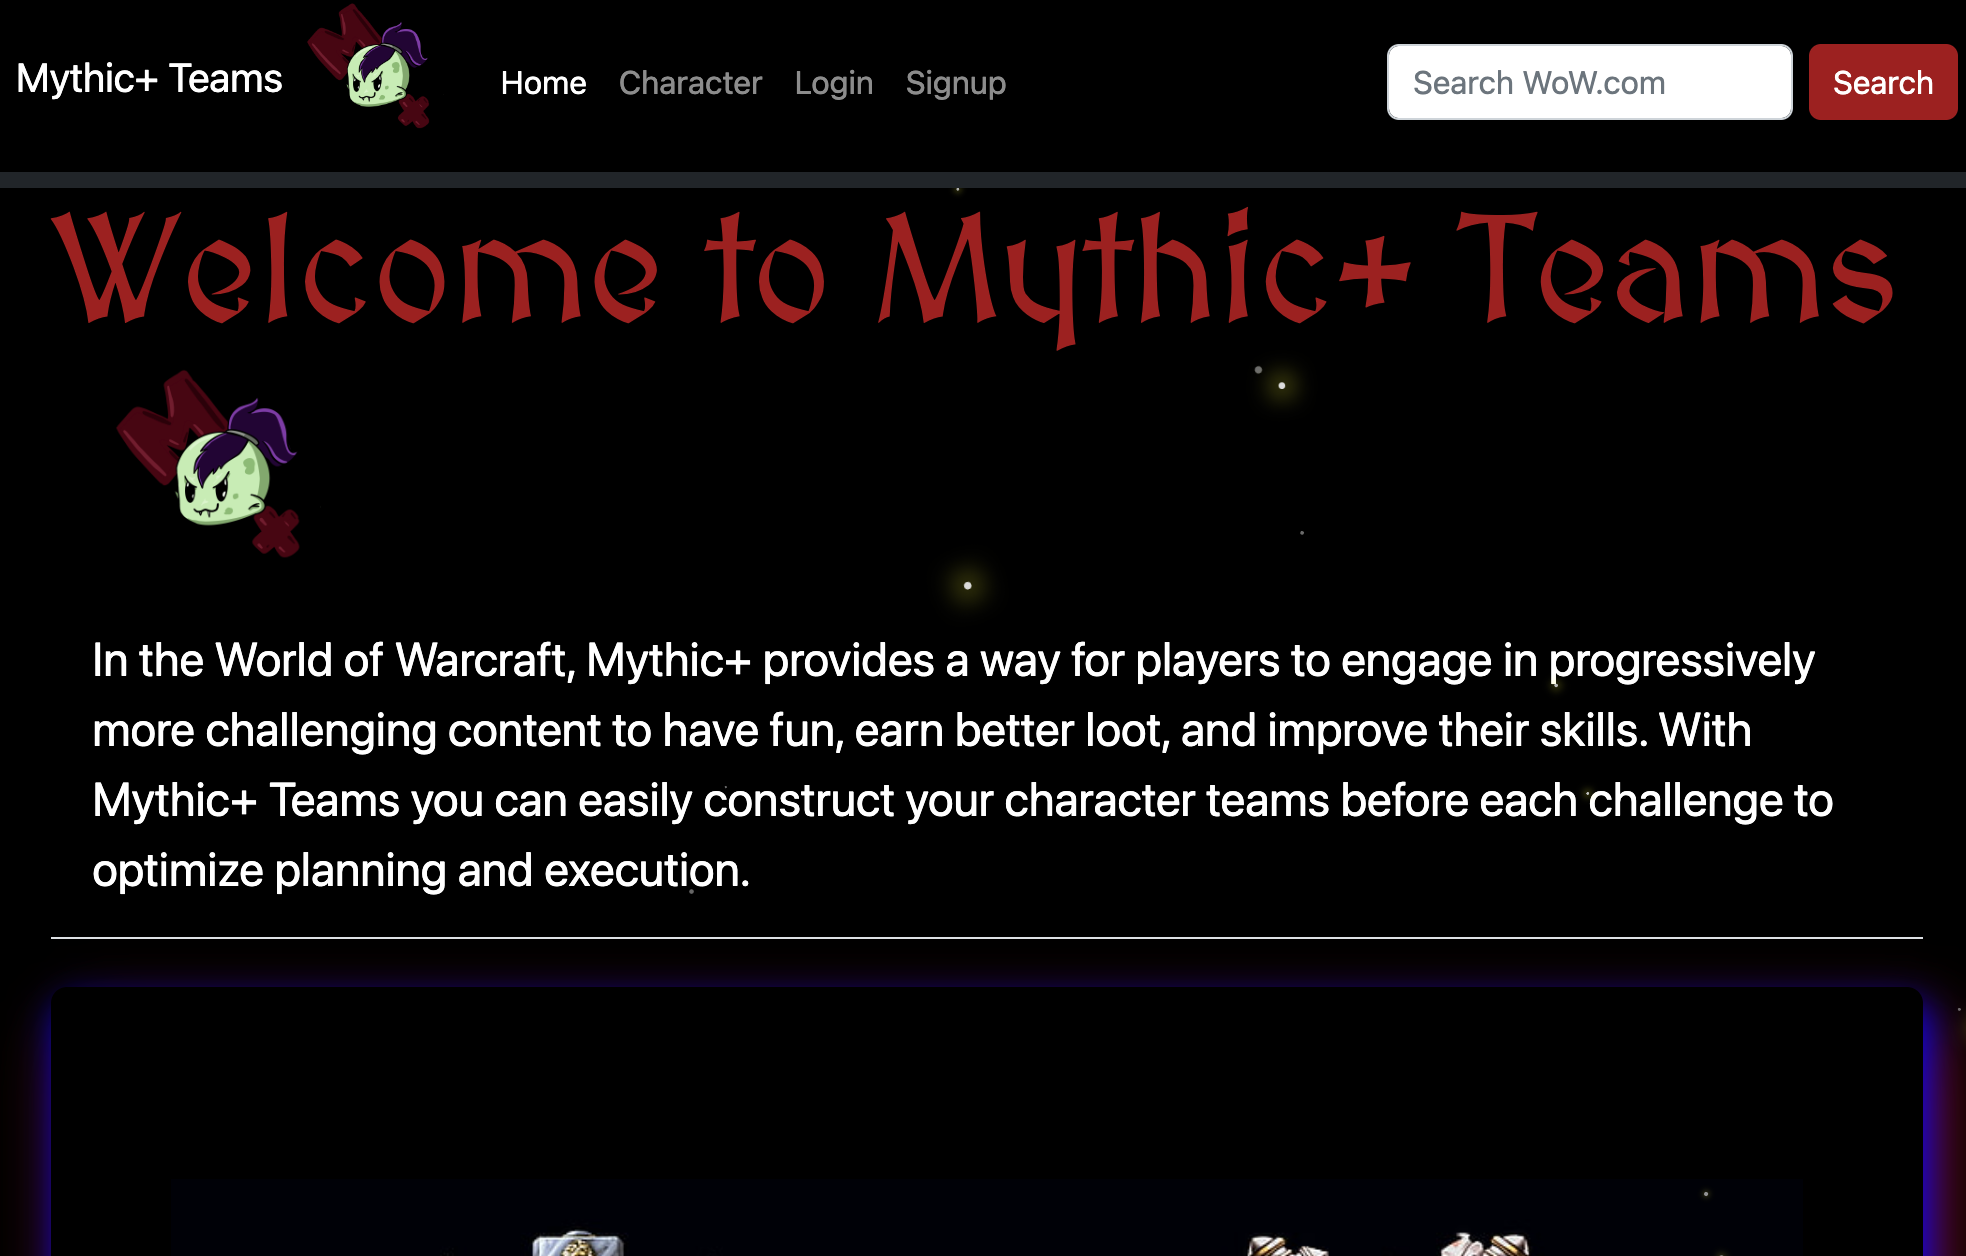 Mythic+ Teams
M+
Home Character Login Signup
Search WoW.com
Search
Welcome to Mythic+ Teams
M+
In the World of Warcraft, Mythic+ provides a way for players to engage in progressively
more challenging content to have fun, earn better loot, and improve their skills. With
Mythic+ Teams you can easily construct your character teams before each challenge to
optimize planning and execution.